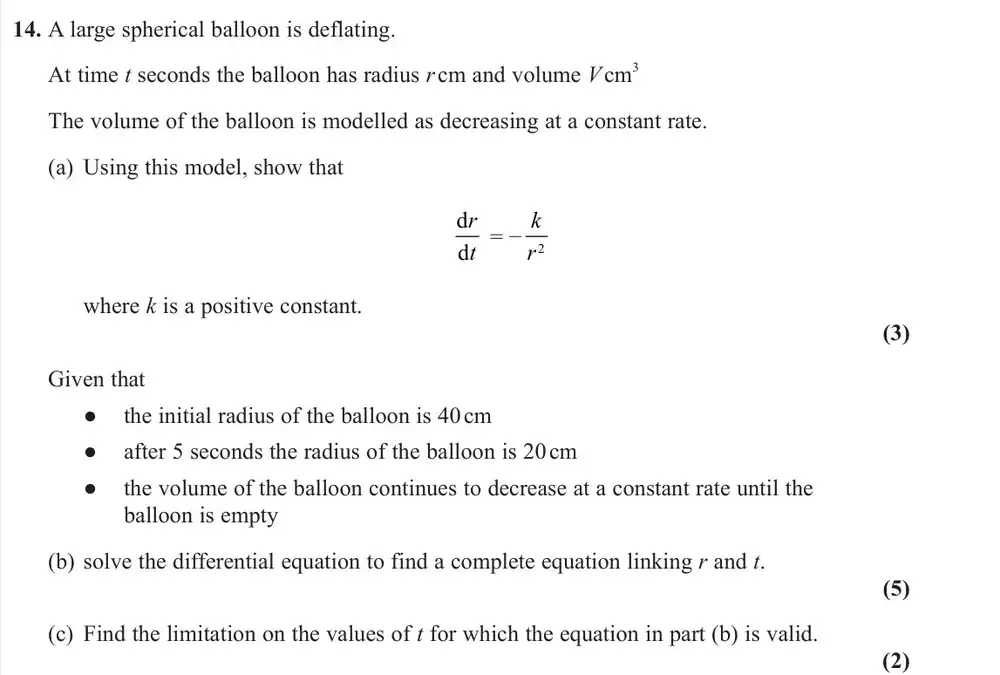 14. A large spherical balloon is deflating.
At time t seconds the balloon has radius r cm and volume V cm³
The volume of the balloon is modelled as decreasing at a constant rate.
(a) Using this model, show that
dr/dt = −k/r²
where k is a positive constant.
(3)
Given that
● the initial radius of the balloon is 40 cm
● after 5 seconds the radius of the balloon is 20 cm
● the volume of the balloon continues to decrease at a constant rate until the
balloon is empty
(b) solve the differential equation to find a complete equation linking r and t.
(5)
(c) Find the limitation on the values of t for which the equation in part (b) is valid.
(2)